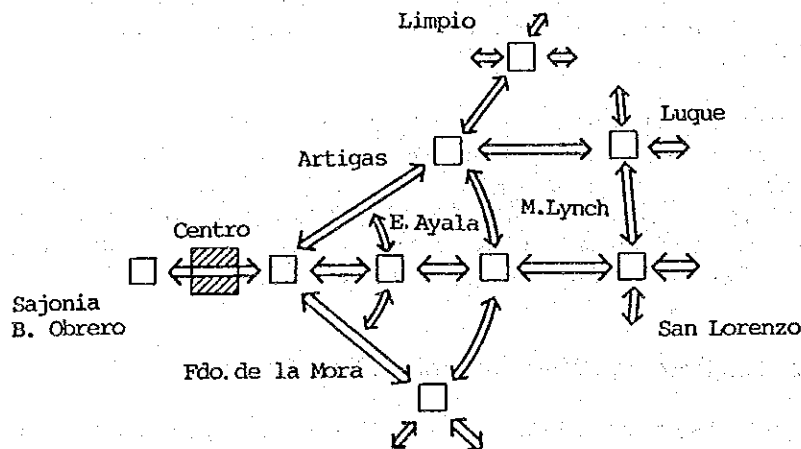 Limpio
Luque
Artigas
M.Lynch
E. Ayala
Centro
Sajonia
B. Obrero
San Lorenzo
Fdo. de la Mora